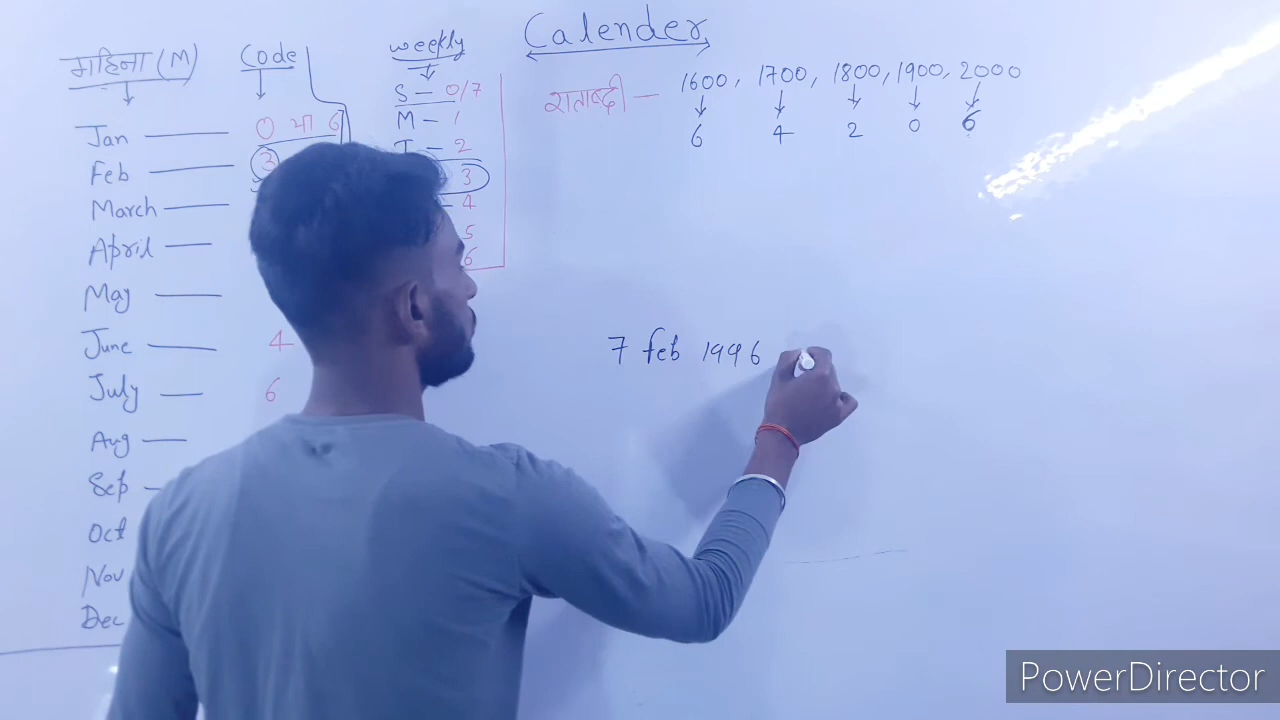 Calender
महिना (M) Code
weekly
शताब्दी — 1600, 1700, 1800, 1900, 2000
6 4 2 0 6
Jan — 0 या 6
Feb — 3
March —
April —
May —
June — 4
July — 6
Aug —
Sep —
Oct
Nov
Dec
S — 0/7
M — 1
T — 2
3
— 4
5
6
7 feb 1996
PowerDirector